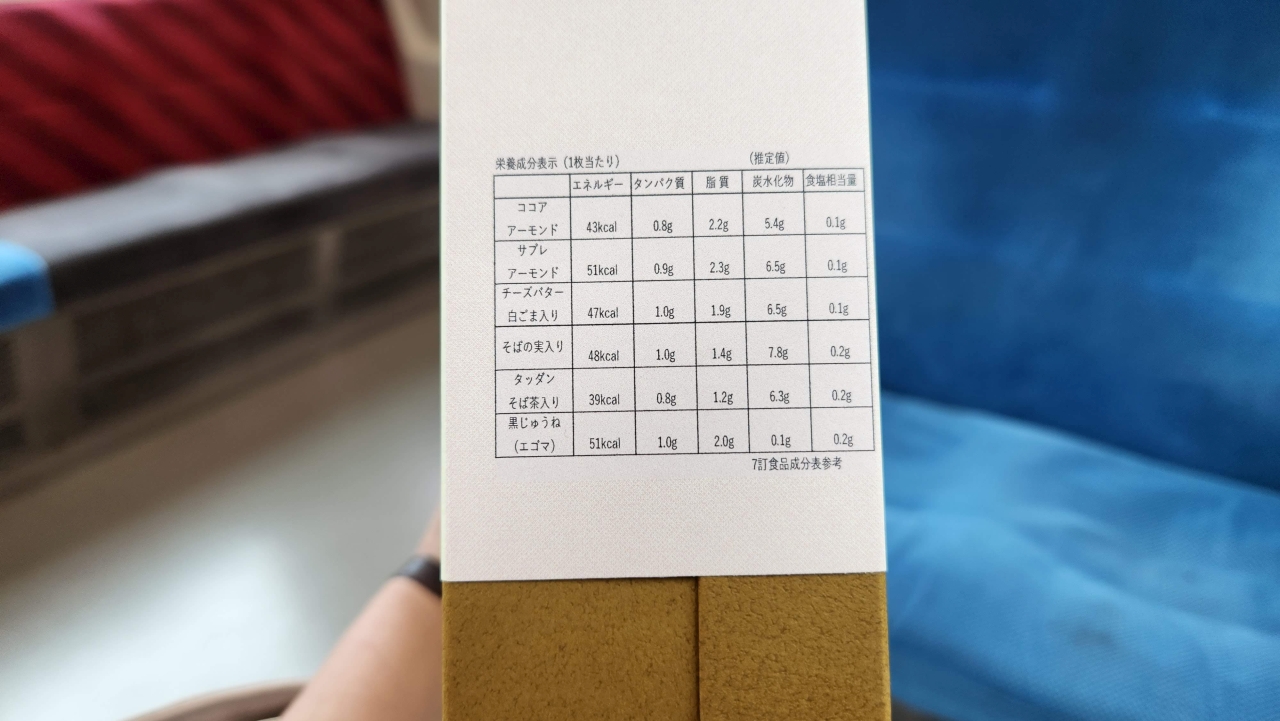 栄養成分表示（1枚当たり） （推定値）
エネルギー タンパク質 脂質 炭水化物 食塩相当量
ココア
アーモンド 43kcal 0.8g 2.2g 5.4g 0.1g
サブレ
アーモンド 51kcal 0.9g 2.3g 6.5g 0.1g
チーズバター
白ごま入り 47kcal 1.0g 1.9g 6.5g 0.1g
そばの実入り 48kcal 1.0g 1.4g 7.8g 0.2g
タッダン
そば茶入り 39kcal 0.8g 1.2g 6.3g 0.2g
黒じゅうね
（エゴマ） 51kcal 1.0g 2.0g 0.1g 0.2g
7訂食品成分表参考